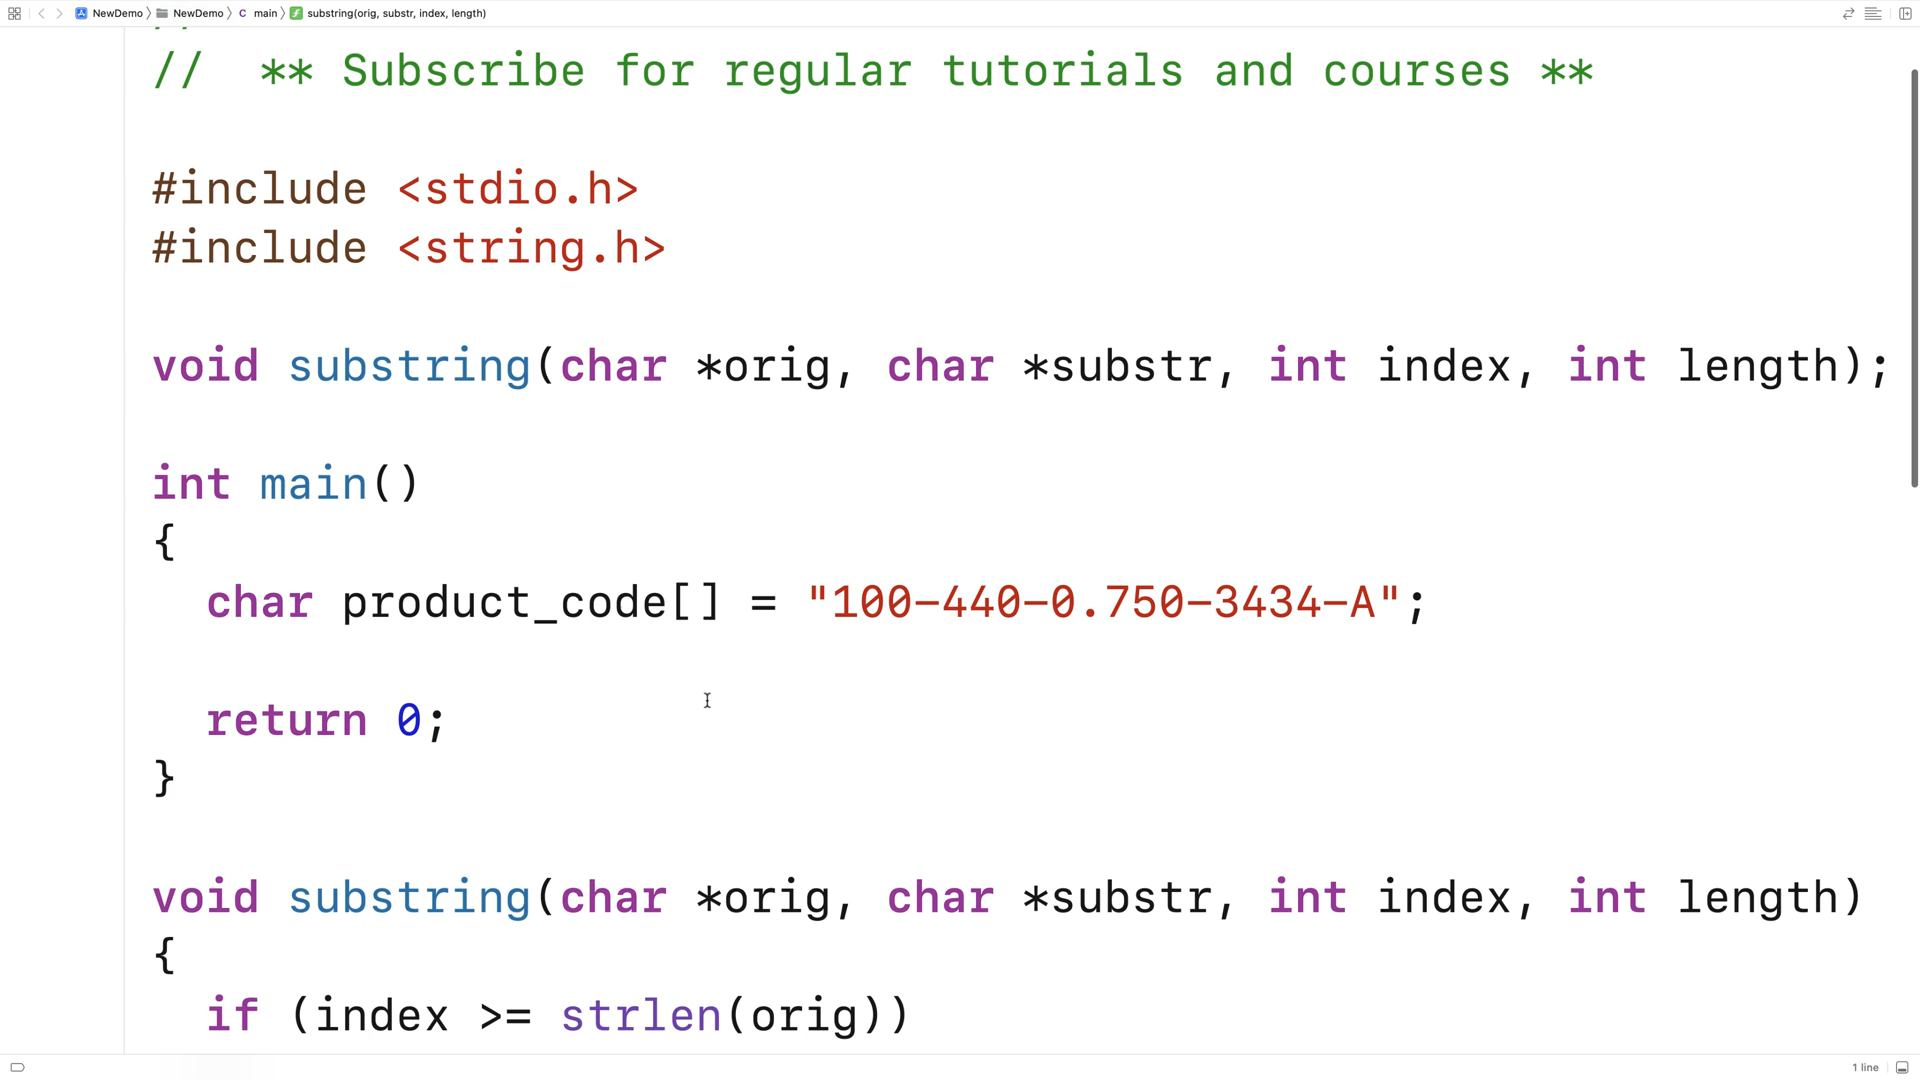 NewDemo 〉 NewDemo 〉 C main 〉 f substring(orig, substr, index, length)
//
//  ** Subscribe for regular tutorials and courses **
#include <stdio.h>
#include <string.h>
void substring(char *orig, char *substr, int index, int length);
int main()
{
  char product_code[] = "100-440-0.750-3434-A";
  return 0;
}
void substring(char *orig, char *substr, int index, int length)
{
  if (index >= strlen(orig))
1 line